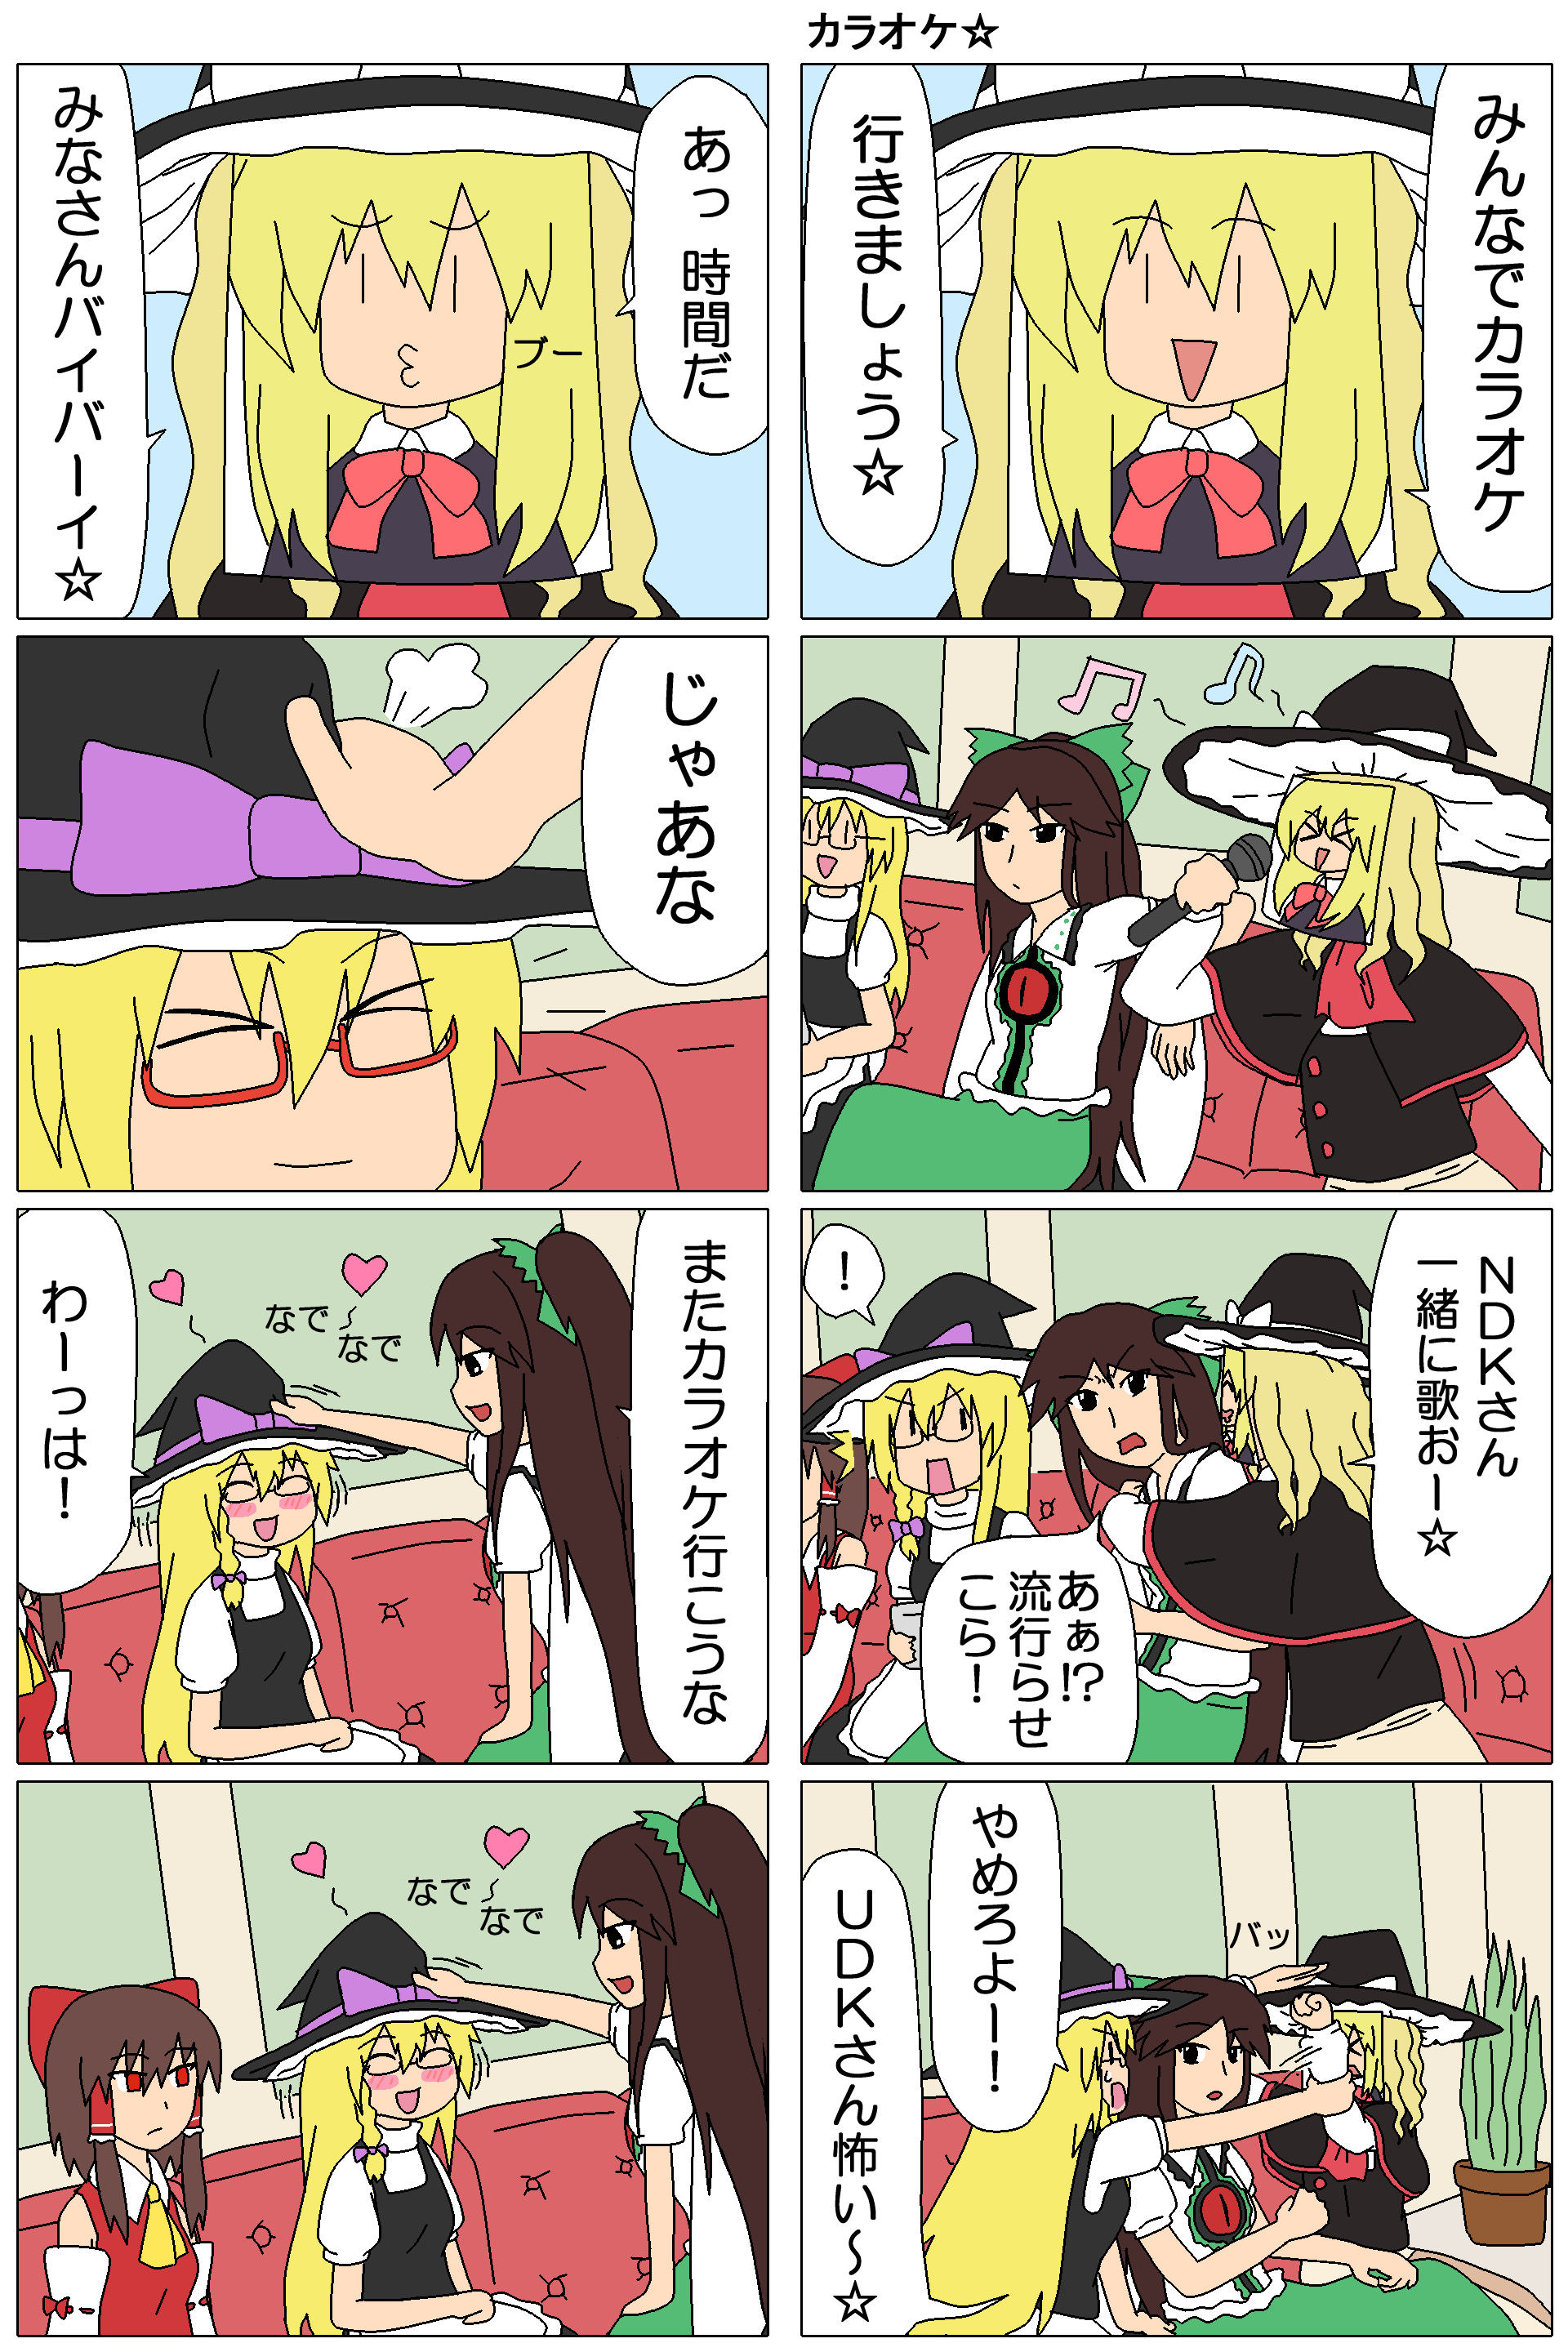 カラオケ☆
みんなでカラオケ
行きましょう☆
NDKさん
一緒に歌おー☆
！
あぁ!?
流行らせ
こら！
やめろよー！
バッ
UDKさん怖い〜☆
あっ 時間だ
ブー
みなさんバイバーイ☆
じゃあな
またカラオケ行こうな
なで
なで
わーっは！
なで
なで